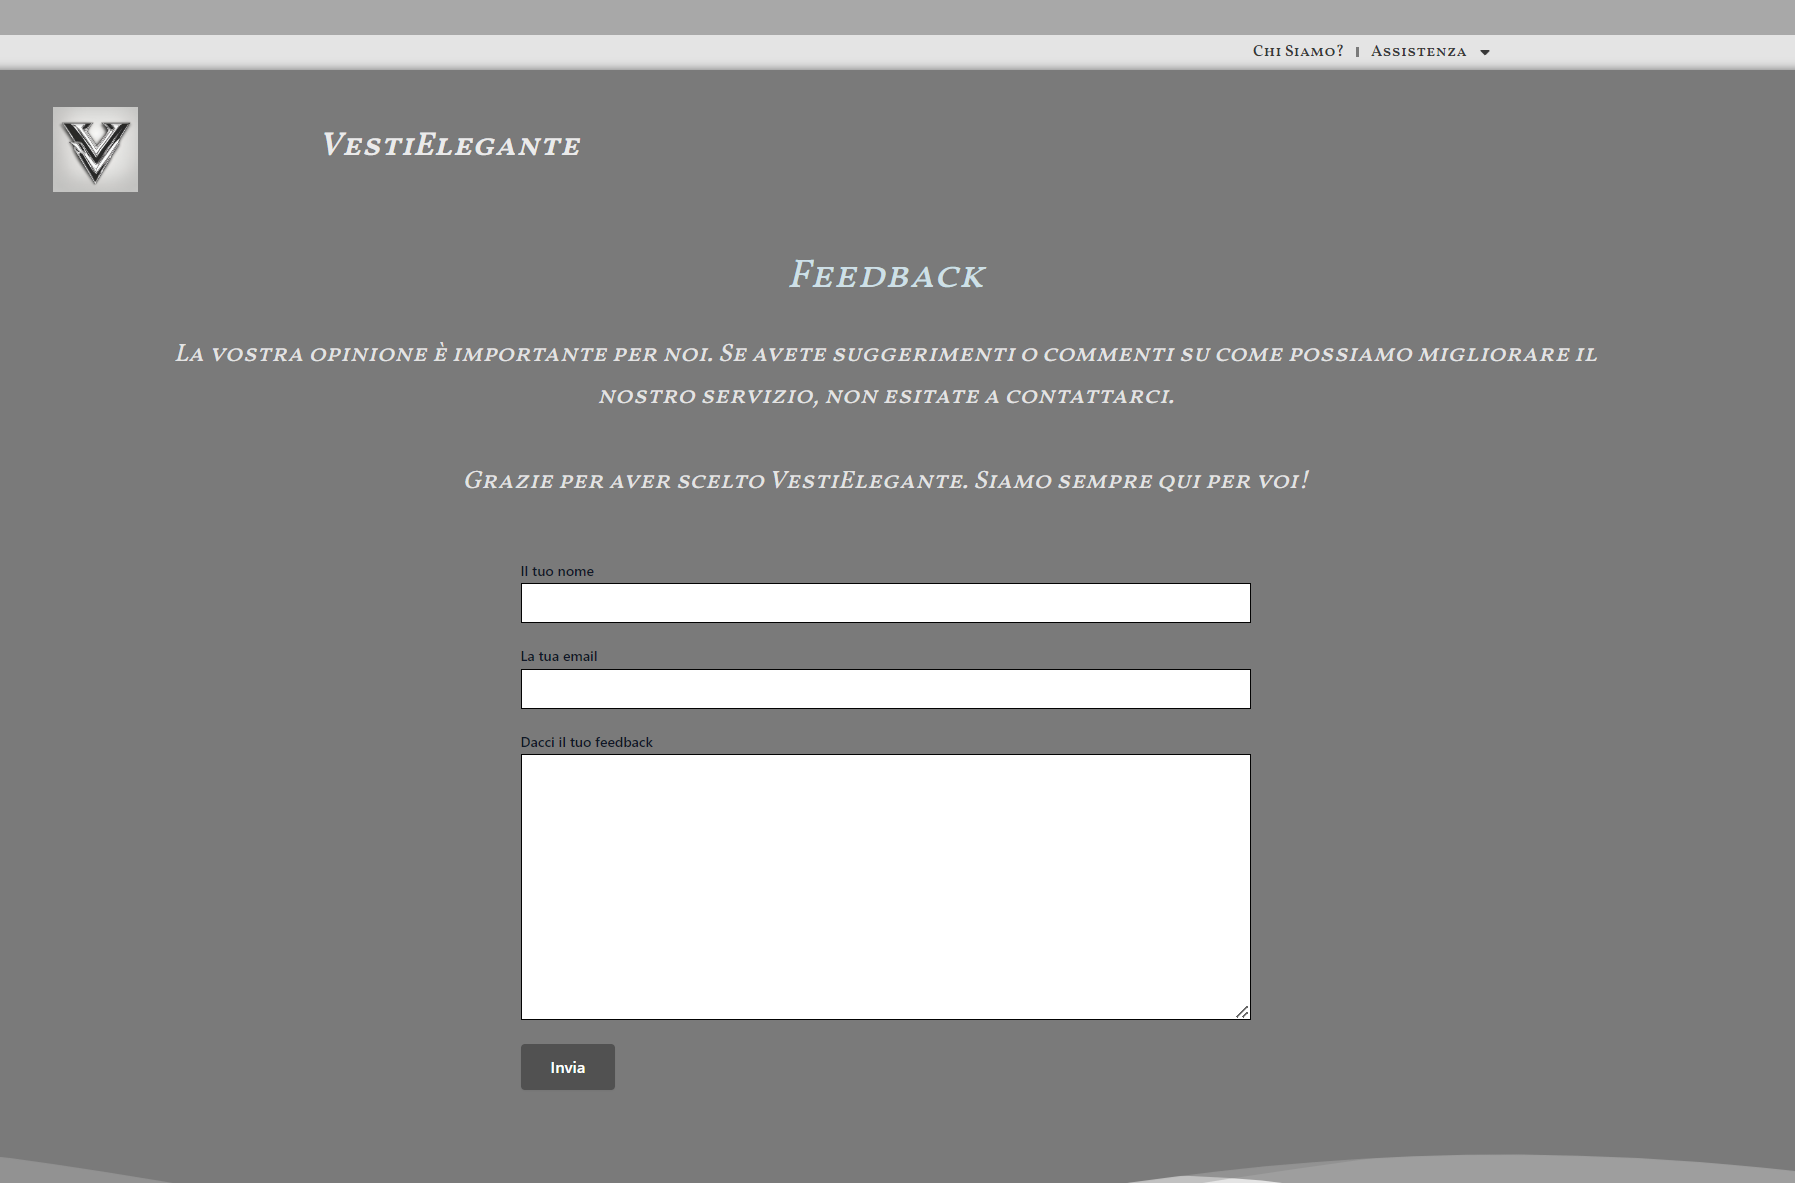 Chi Siamo?
Assistenza
VestiElegante
Feedback
La vostra opinione è importante per noi. Se avete suggerimenti o commenti su come possiamo migliorare il
nostro servizio, non esitate a contattarci.
Grazie per aver scelto VestiElegante. Siamo sempre qui per voi!
Il tuo nome
La tua email
Dacci il tuo feedback
Invia